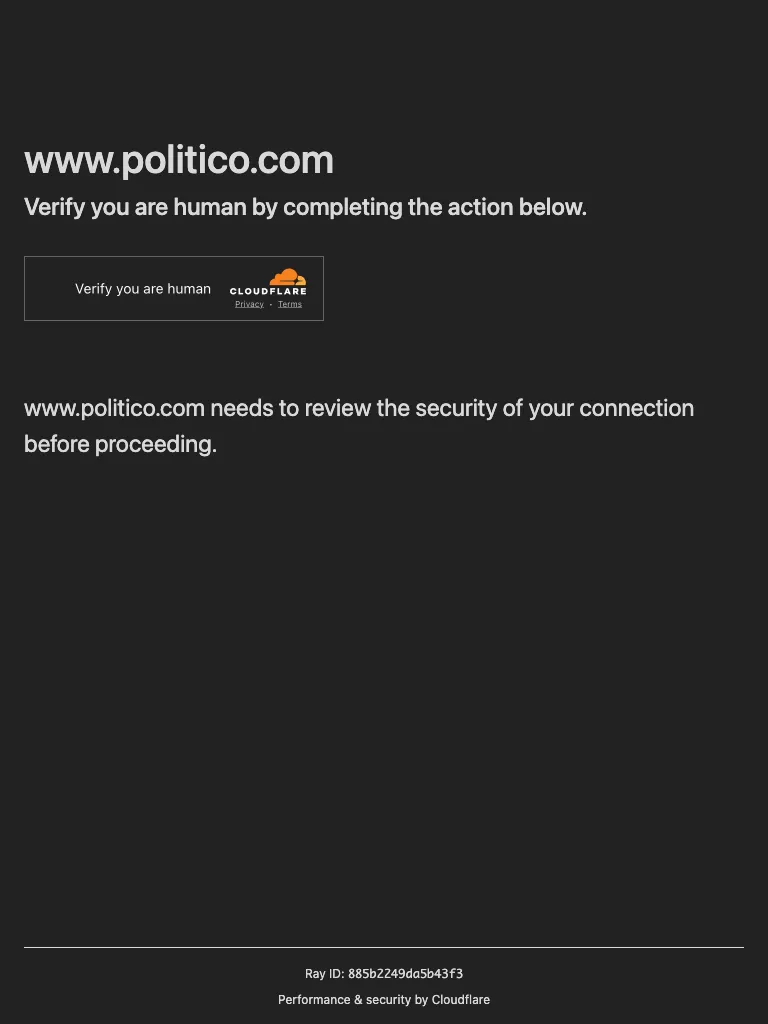 www.politico.com
Verify you are human by completing the action below.
Verify you are human
CLOUDFLARE
Privacy • Terms
www.politico.com needs to review the security of your connection
before proceeding.
Ray ID: 885b2249da5b43f3
Performance & security by Cloudflare